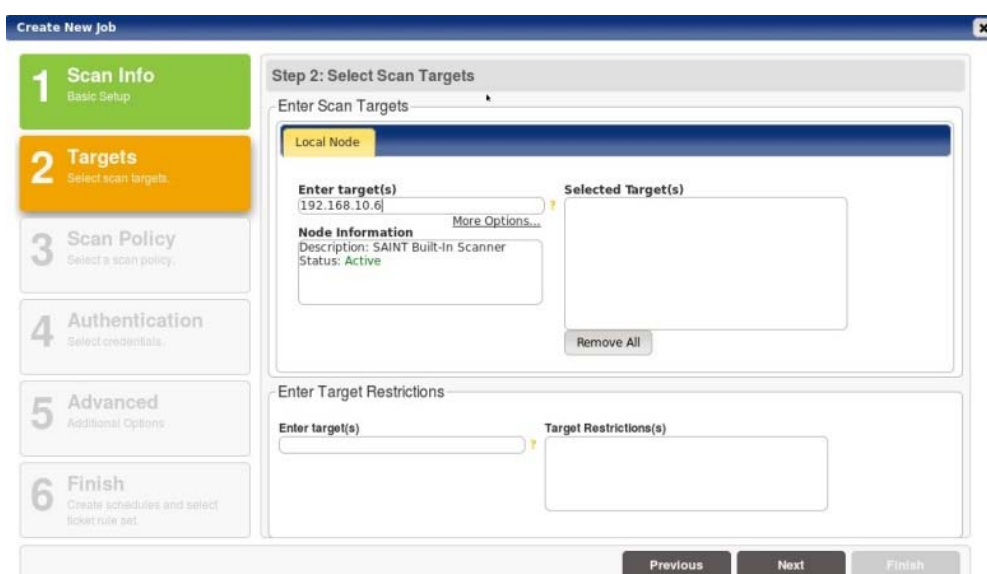 Create New Job
1 Scan Info
Basic Setup
2 Targets
Select scan targets.
3 Scan Policy
Select a scan policy.
4 Authentication
Select credentials.
5 Advanced
Additional Options
6 Finish
Create schedules and select
ticket rule set.
Step 2: Select Scan Targets
Enter Scan Targets
Local Node
Enter target(s)
192.168.10.6
?
More Options...
Node Information
Description: SAINT Built-In Scanner
Status: Active
Selected Target(s)
Remove All
Enter Target Restrictions
Enter target(s)
?
Target Restrictions(s)
Previous
Next
Finish